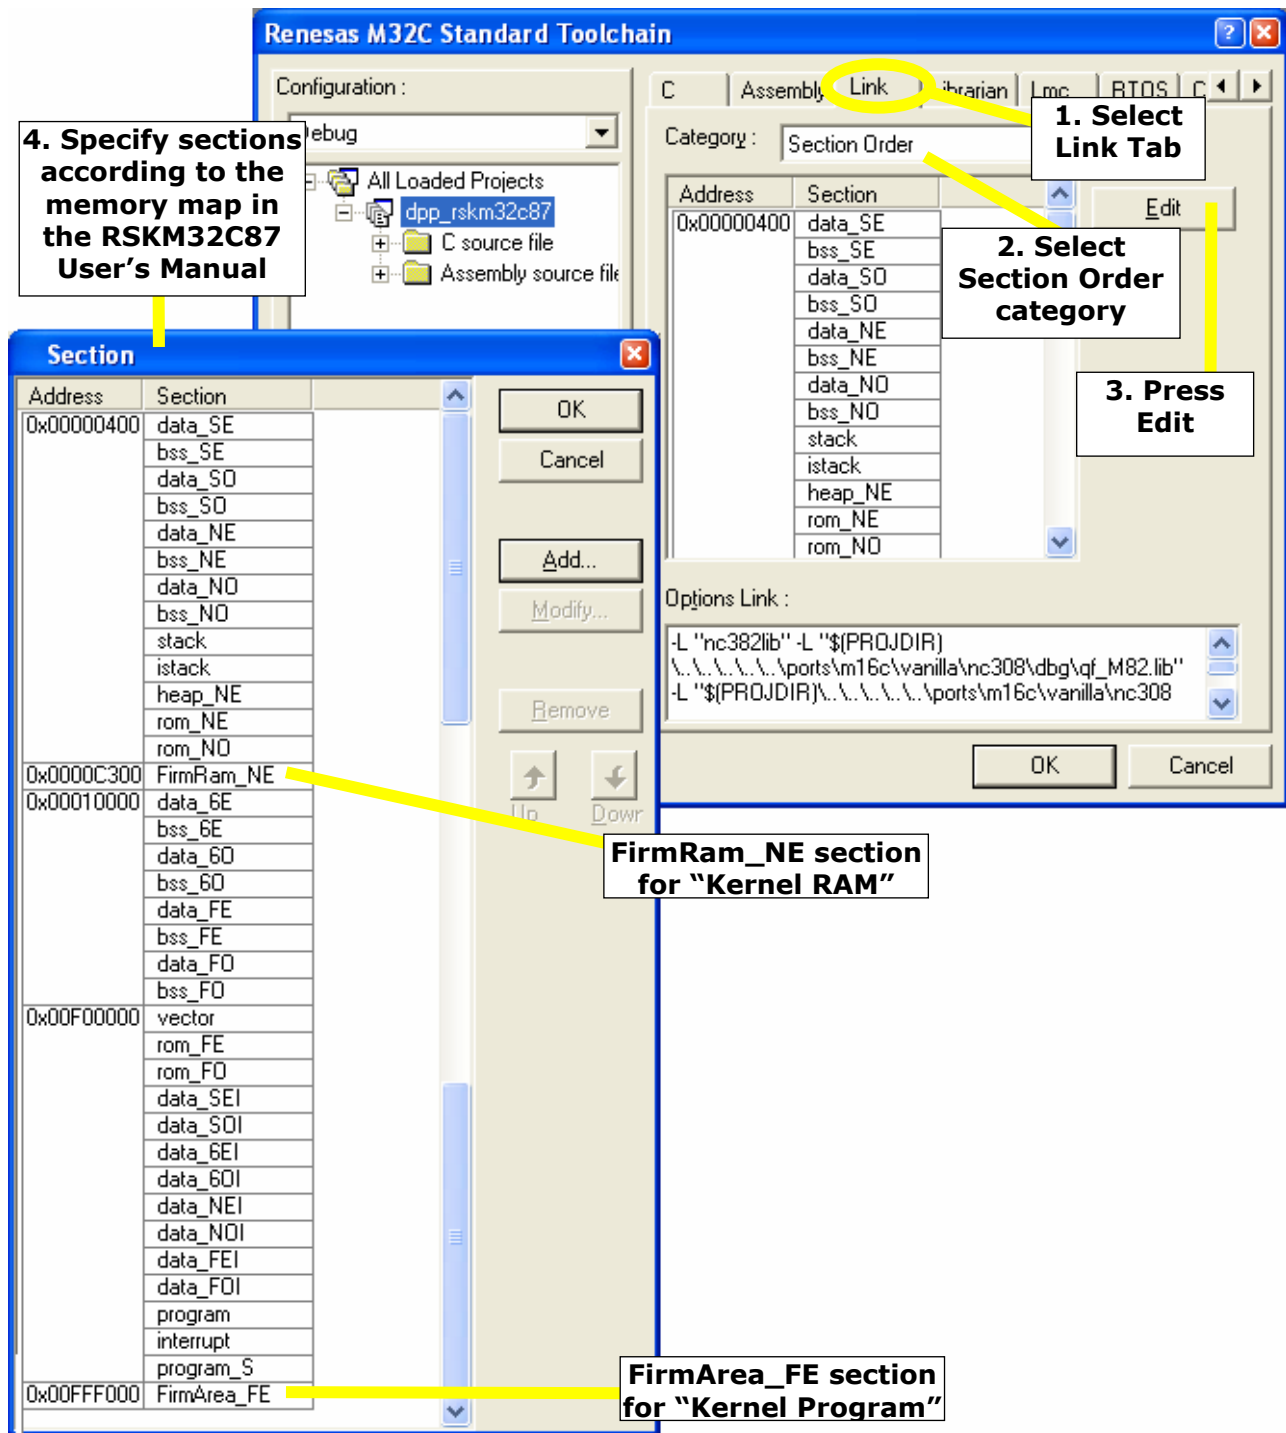 Renesas M32C Standard Toolchain
Configuration :
Debug
All Loaded Projects
dpp_rskm32c87
C source file
Assembly source file
C
Assembly
Link
Librarian
Lmc
RTOS
C
Category :
Section Order
Address Section
0x00000400 data_SE
bss_SE
data_SO
bss_SO
data_NE
bss_NE
data_NO
bss_NO
stack
istack
heap_NE
rom_NE
rom_NO
Edit
Options Link :
-L "nc382lib" -L "$(PROJDIR)
\..\..\..\..\..\ports\m16c\vanilla\nc308\dbg\qf_M82.lib"
-L "$(PROJDIR)\..\..\..\..\..\ports\m16c\vanilla\nc308
OK
Cancel
1. Select
Link Tab
2. Select
Section Order
category
3. Press
Edit
4. Specify sections
according to the
memory map in
the RSKM32C87
User's Manual
Section
Address Section
0x00000400 data_SE
bss_SE
data_SO
bss_SO
data_NE
bss_NE
data_NO
bss_NO
stack
istack
heap_NE
rom_NE
rom_NO
0x0000C300 FirmRam_NE
0x00010000 data_6E
bss_6E
data_6O
bss_6O
data_FE
bss_FE
data_FO
bss_FO
0x00F00000 vector
rom_FE
rom_FO
data_SEI
data_SOI
data_6EI
data_6OI
data_NEI
data_NOI
data_FEI
data_FOI
program
interrupt
program_S
0x00FFF000 FirmArea_FE
OK
Cancel
Add...
Modify...
Remove
Up
Down
FirmRam_NE section
for “Kernel RAM”
FirmArea_FE section
for “Kernel Program”